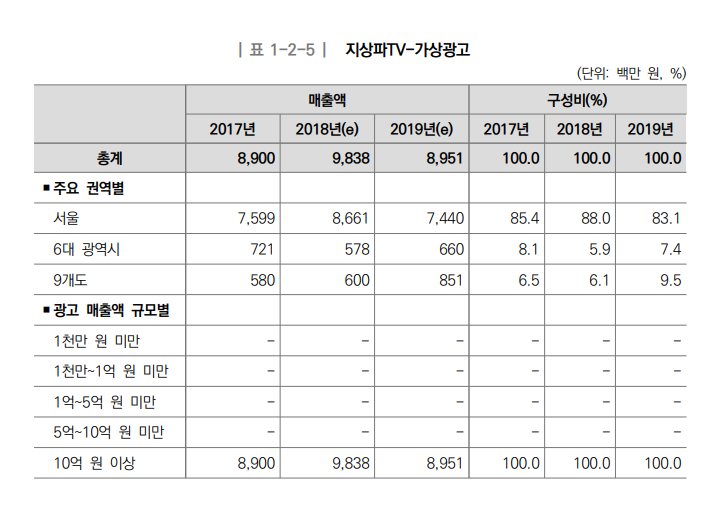 | 표 1-2-5 | 지상파TV-가상광고
(단위: 백만 원, %)
매출액 구성비(%)
2017년 2018년(e) 2019년(e) 2017년 2018년 2019년
총계 8,900 9,838 8,951 100.0 100.0 100.0
■ 주요 권역별
서울 7,599 8,661 7,440 85.4 88.0 83.1
6대 광역시 721 578 660 8.1 5.9 7.4
9개도 580 600 851 6.5 6.1 9.5
■ 광고 매출액 규모별
1천만 원 미만 - - - - - -
1천만~1억 원 미만 - - - - - -
1억~5억 원 미만 - - - - - -
5억~10억 원 미만 - - - - - -
10억 원 이상 8,900 9,838 8,951 100.0 100.0 100.0